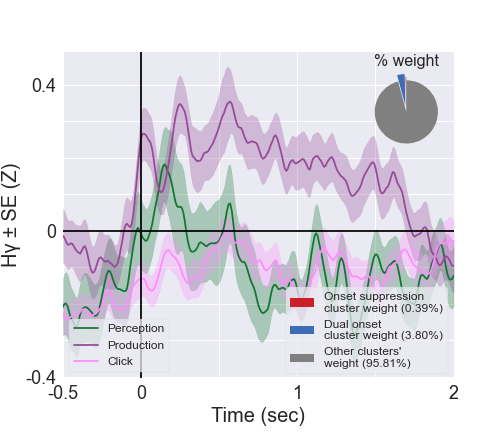 % weight
0.4
0
-0.4
Hγ ± SE (Z)
Perception
Production
Click
Onset suppression
cluster weight (0.39%)
Dual onset
cluster weight (3.80%)
Other clusters'
weight (95.81%)
-0.5 0 1 2
Time (sec)